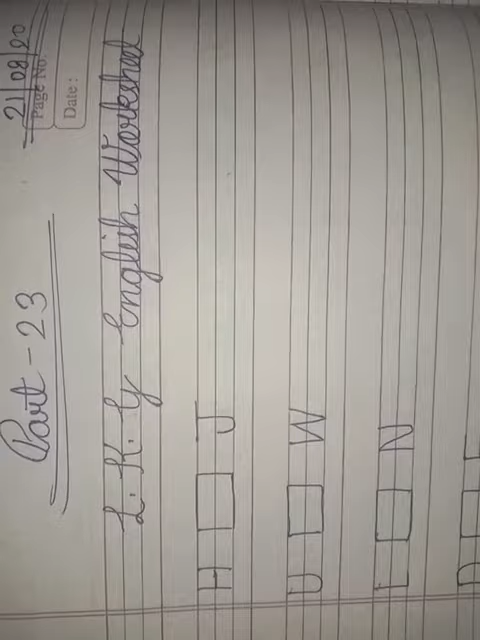 21/08/20
Page No.
Date:
Part - 23
L.K.G English Worksheet
H J
U W
L N
D